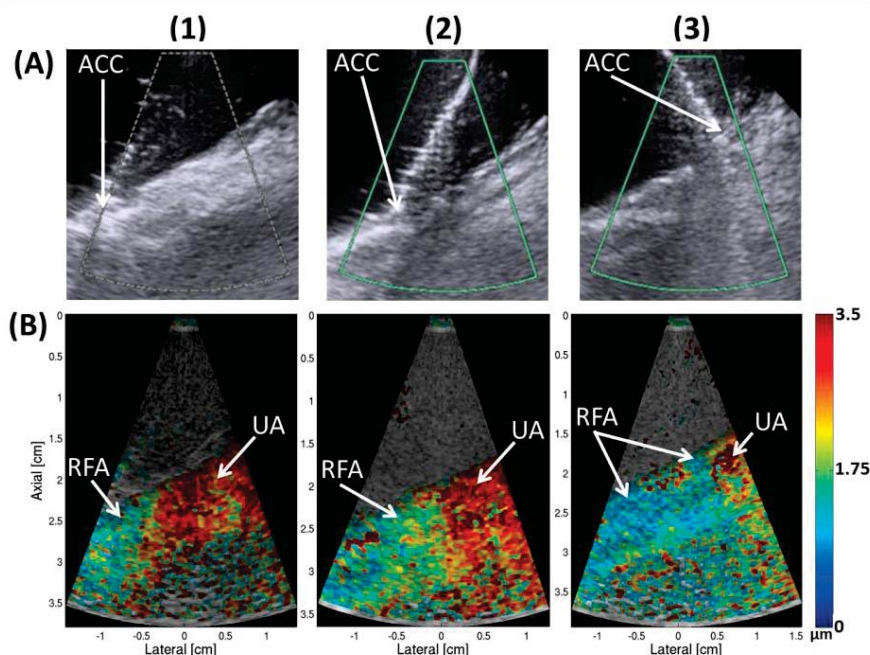 (1) (2) (3)
(A)
ACC ACC ACC
(B)
0 0 0 3.5
0.5 0.5 0.5
1 1 1
RFA UA RFA UA RFA UA
1.5 1.5 1.5
Axial [cm]
2 2 2 1.75
2.5 2.5 2.5
3 3 3
3.5 3.5 3.5 0
µm
-1 -0.5 0 0.5 1 -1 -0.5 0 0.5 1 -1 -0.5 0 0.5 1 1.5
Lateral [cm] Lateral [cm] Lateral [cm]